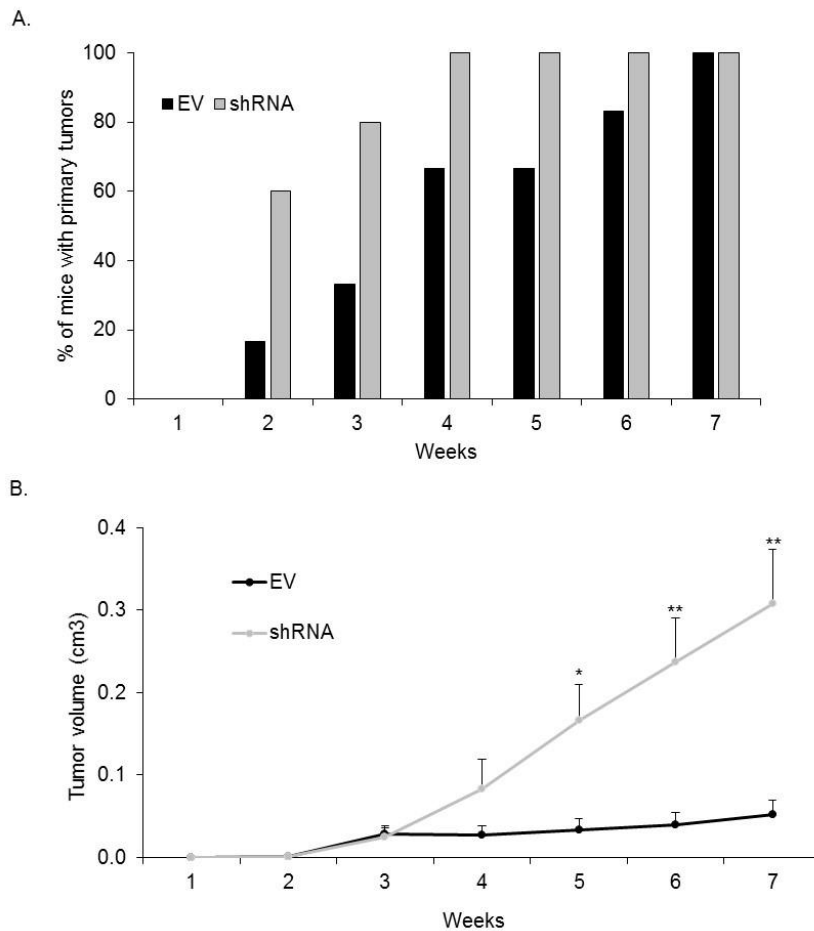 A.
% of mice with primary tumors
100
80
60
40
20
0
EV shRNA
1 2 3 4 5 6 7
Weeks
B.
Tumor volume (cm3)
0.4
0.3
0.2
0.1
0.0
EV
shRNA
*
**
**
1 2 3 4 5 6 7
Weeks